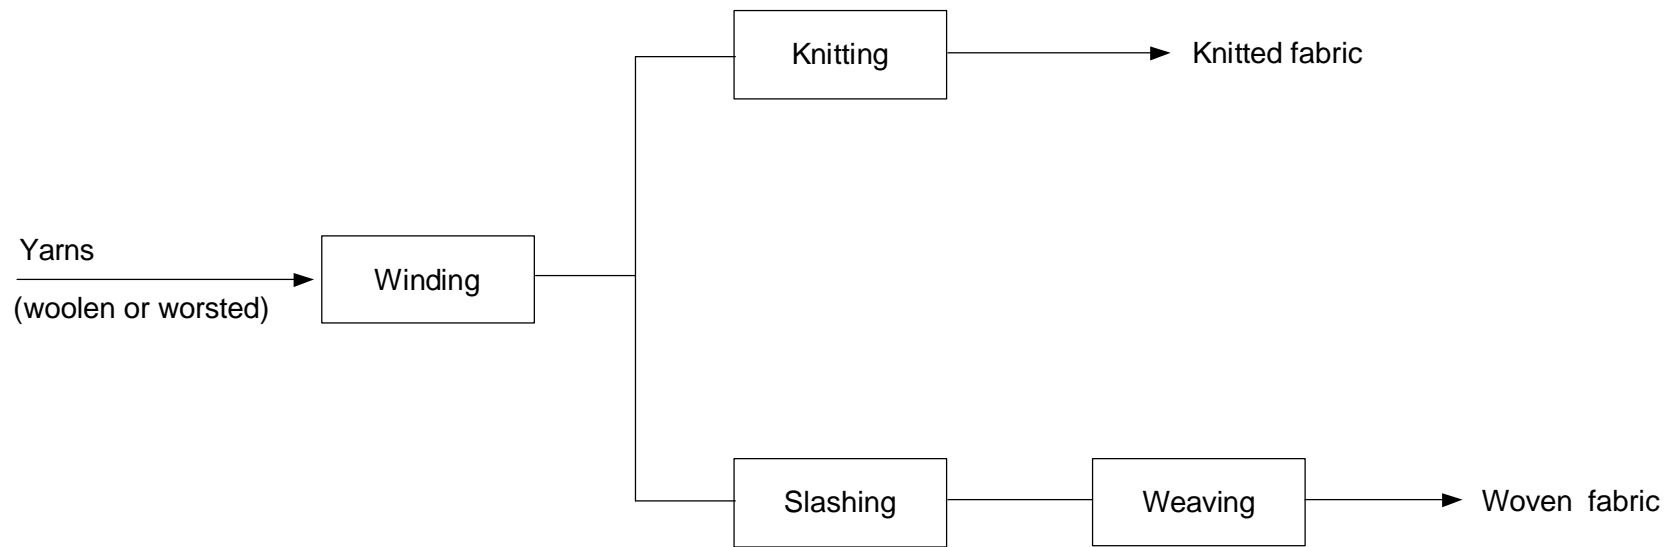 Knitting
Knitted fabric
Yarns
(woolen or worsted)
Winding
Slashing
Weaving
Woven fabric